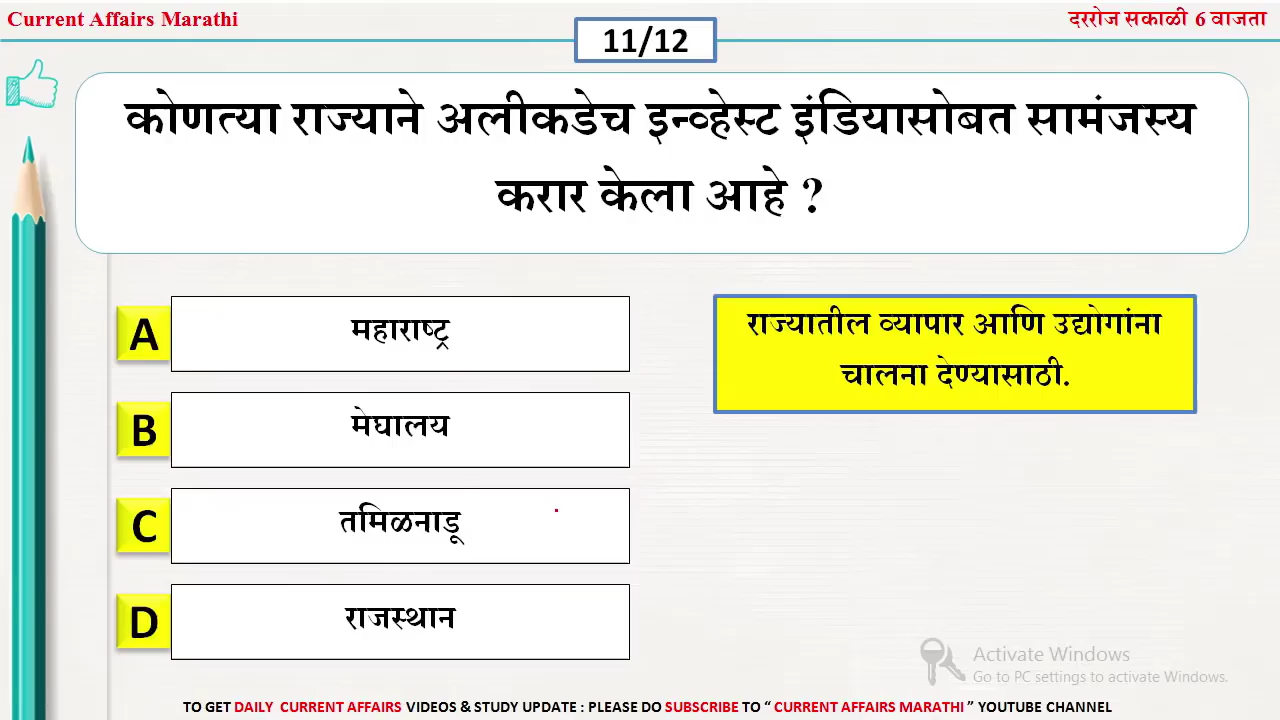 Current Affairs Marathi
दररोज सकाळी 6 वाजता
11/12
कोणत्या राज्याने अलीकडेच इन्व्हेस्ट इंडियासोबत सामंजस्य
करार केला आहे ?
A
महाराष्ट्र
राज्यातील व्यापार आणि उद्योगांना
चालना देण्यासाठी.
B
मेघालय
C
तमिळनाडू
D
राजस्थान
Activate Windows
Go to PC settings to activate Windows.
TO GET DAILY CURRENT AFFAIRS VIDEOS & STUDY UPDATE : PLEASE DO SUBSCRIBE TO “ CURRENT AFFAIRS MARATHI ” YOUTUBE CHANNEL